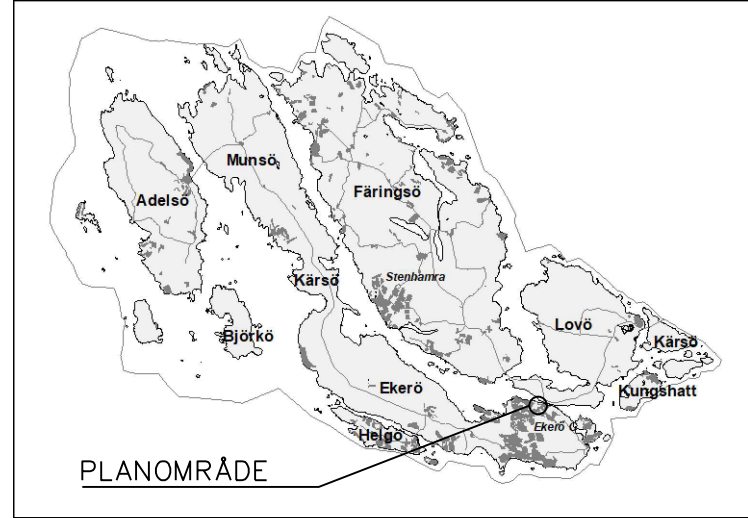 Munsö
Färingsö
Adelsö
Stenhamra
Kärsö
Björkö
Lovö
Kärsö
Ekerö
Kungshatt
Helgö
Ekerö C
PLANOMRÅDE